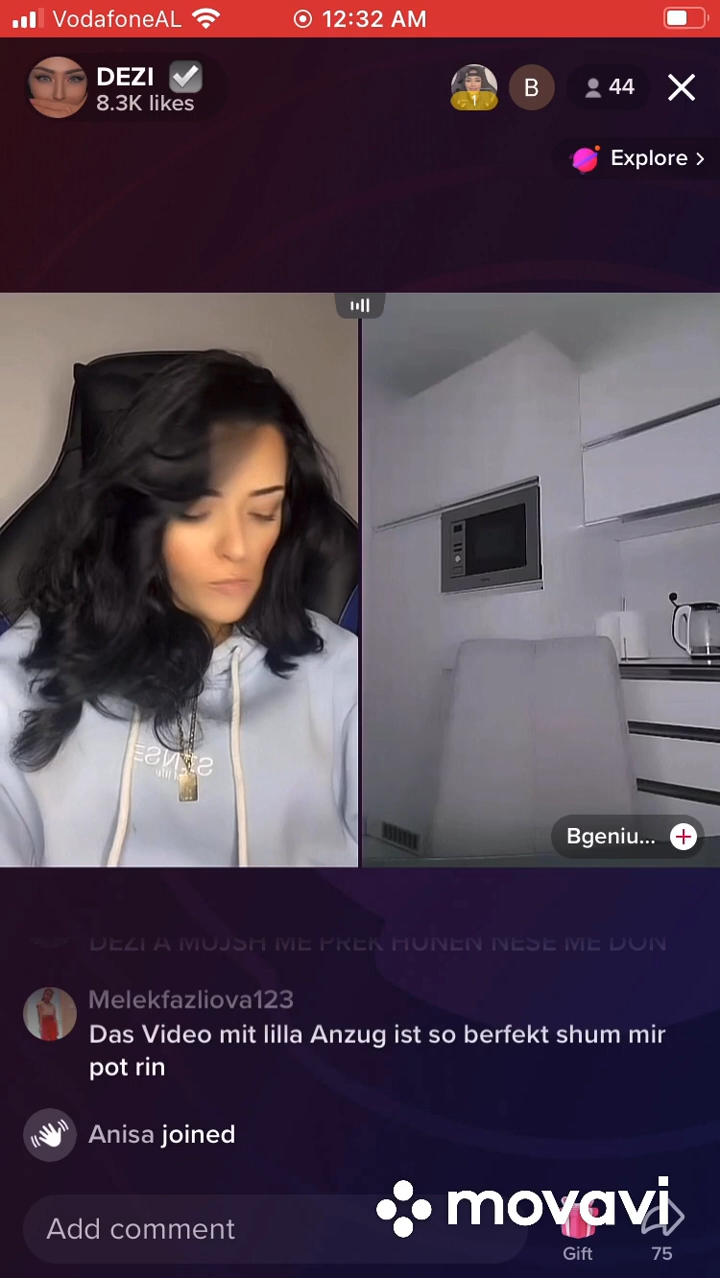 VodafoneAL 12:32 AM
DEZI
8.3K likes
1
B
44
Explore >
SENSE
Bgeniu...
DEZI A MUJSH ME PREK HUNEN NESE ME DON
Melekfazliova123
Das Video mit lilla Anzug ist so berfekt shum mir
pot rin
Anisa joined
movavi
Add comment
Gift
75